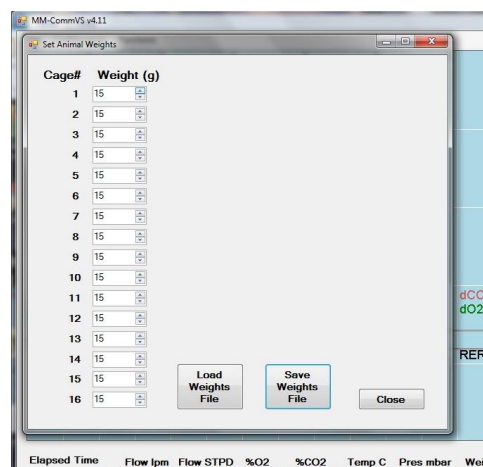 MM-CommVS v4.11
Set Animal Weights
Cage# Weight (g)
1 15
2 15
3 15
4 15
5 15
6 15
7 15
8 15
9 15
10 15
11 15
12 15
13 15
14 15
15 15
16 15
Load
Weights
File
Save
Weights
File
Close
dCO
dO2
RER
Elapsed Time Flow lpm Flow STPD %O2 %CO2 Temp C Pres mbar Wei